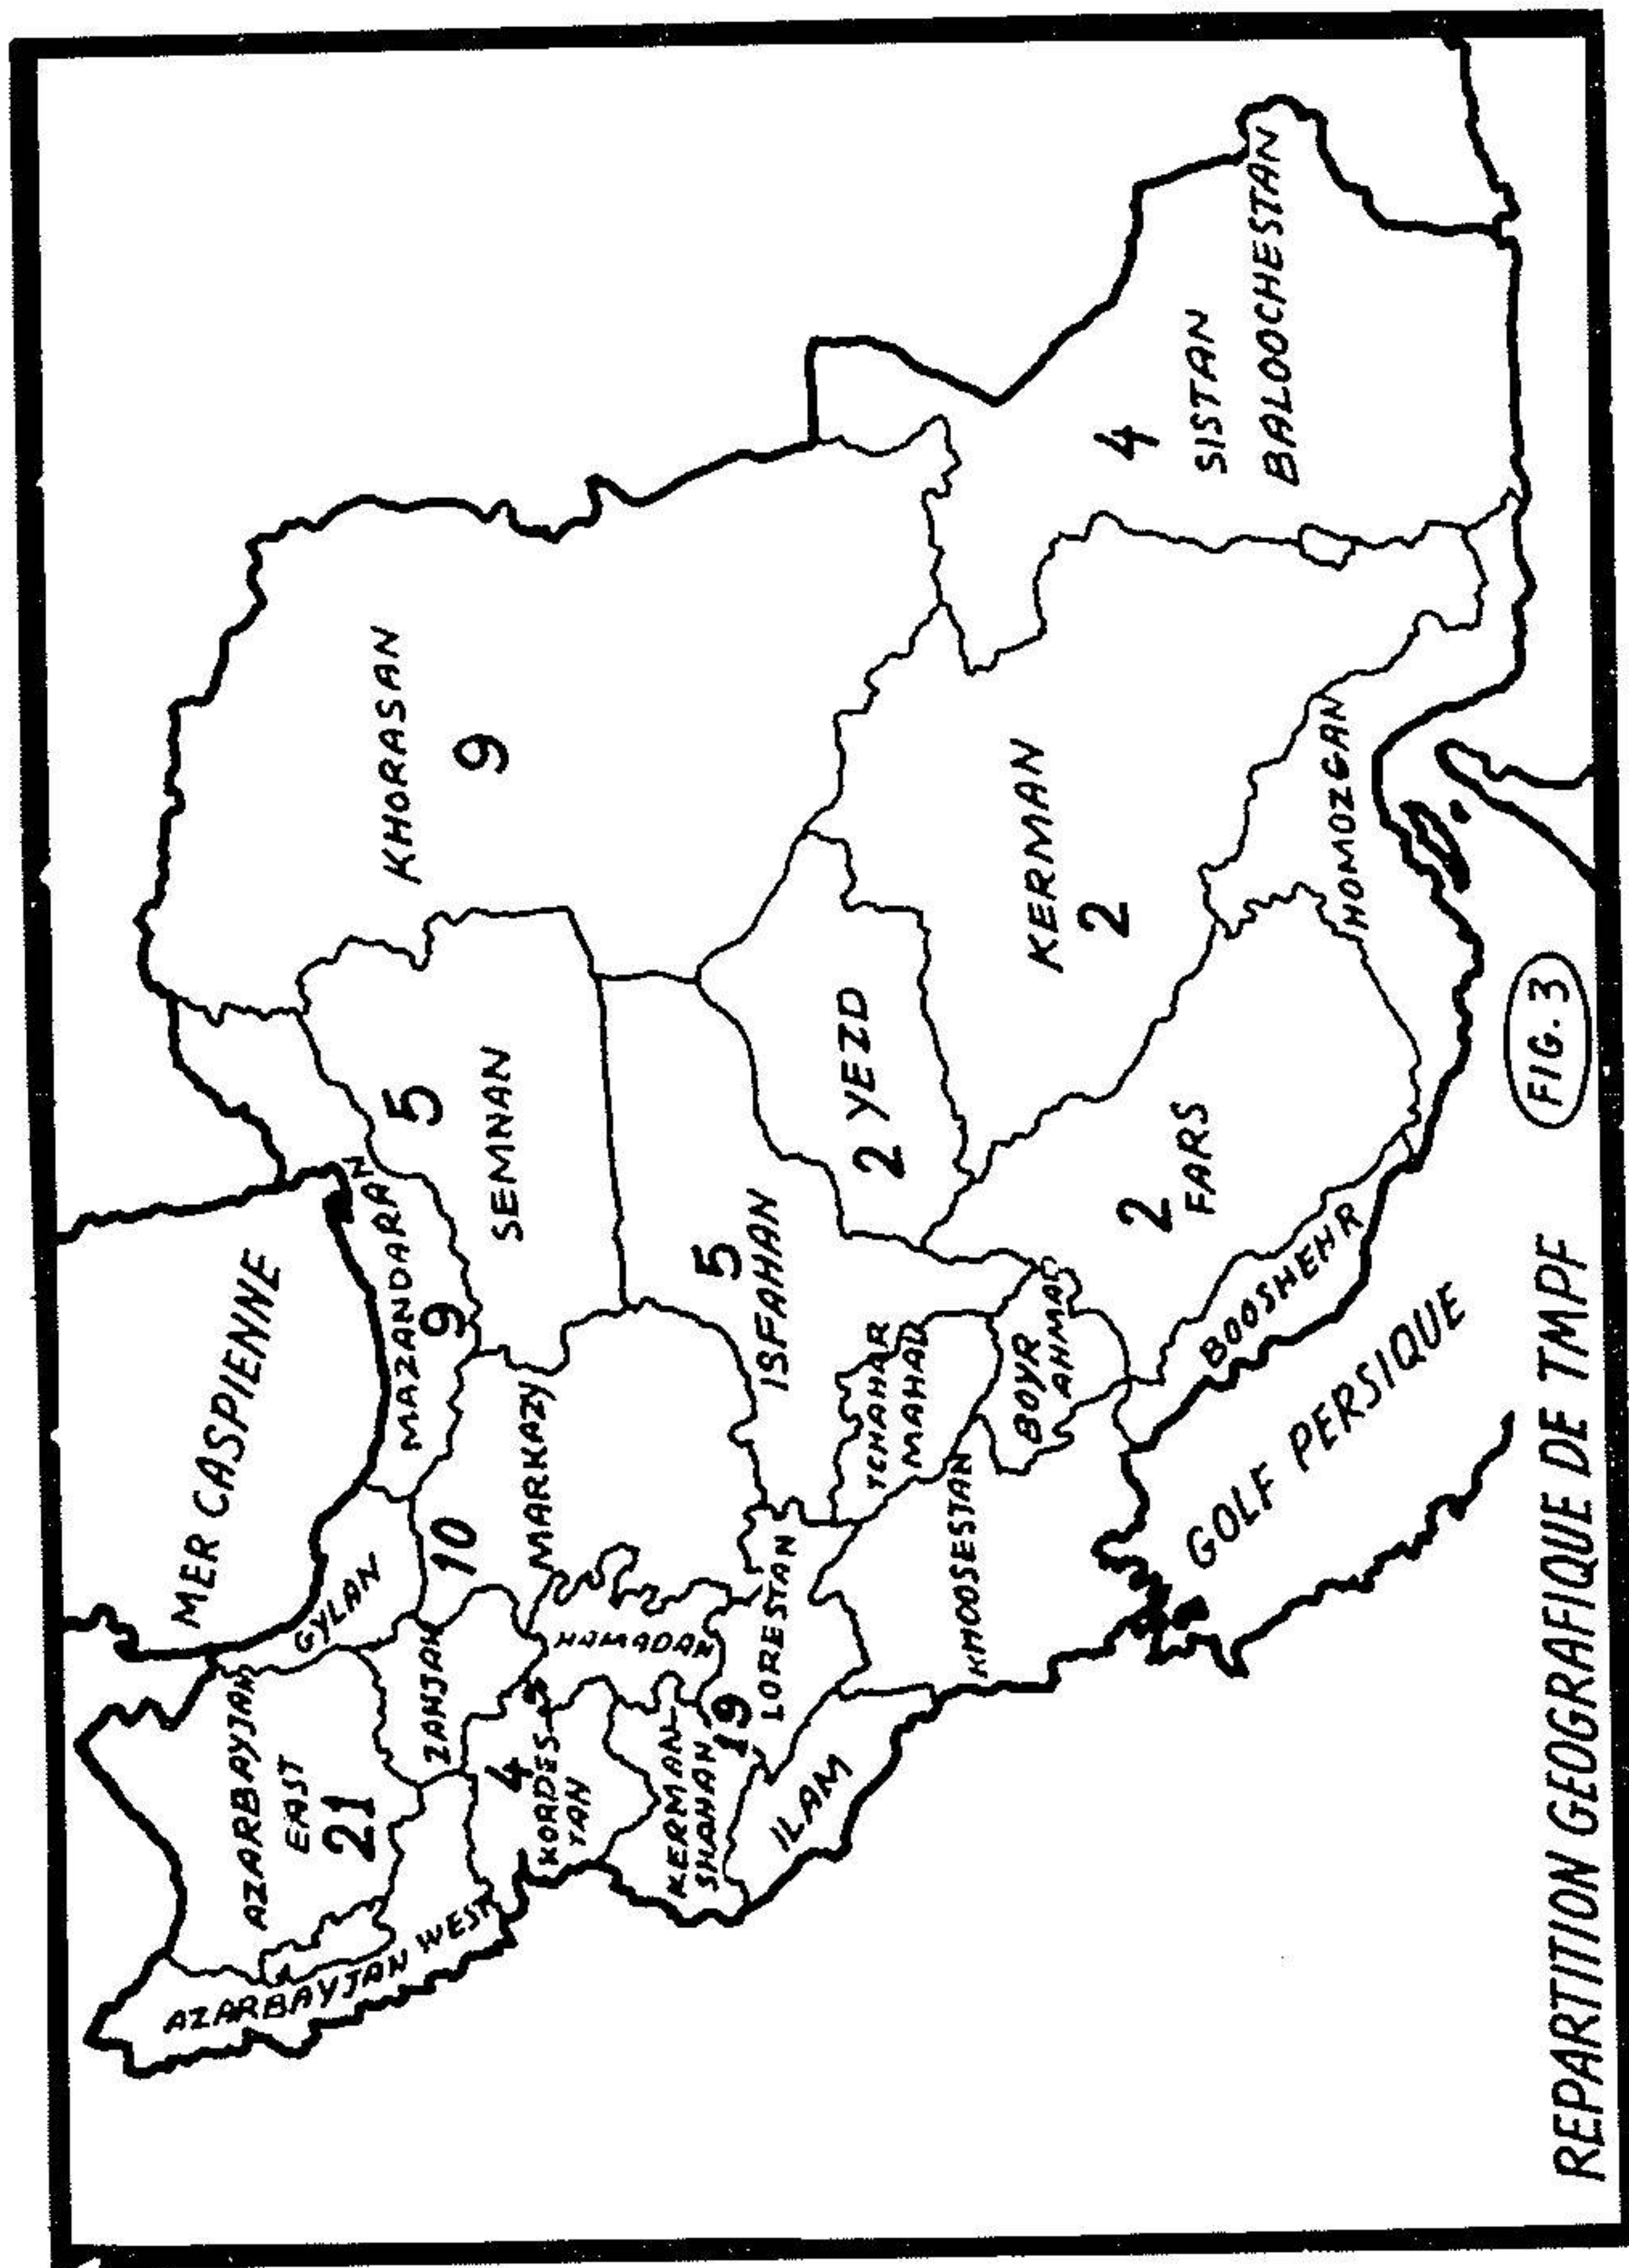 MER CASPIENNE
AZARBAYJAN
EAST
21
AZARBAYJAN WEST
GYLAN
ZANJAN
10
MAZANDARAN
9
5
SEMNAN
KHORASAN
9
MARKAZY
HAMADAN
4
KORDES
TAN
KERMAN
SHAHAN
19
LORESTAN
ILAM
5
ISFAHAN
2 YEZD
TCHAHAR
MAHAL
BOYR
AHMAD
KHOOSESTAN
KERMAN
2
2
FARS
4
SISTAN
BALOOCHESTAN
HOMOZGAN
BOOSHEHR
GOLF PERSIQUE
FIG. 3
REPARTITION GEOGRAFIQUE DE TMPF